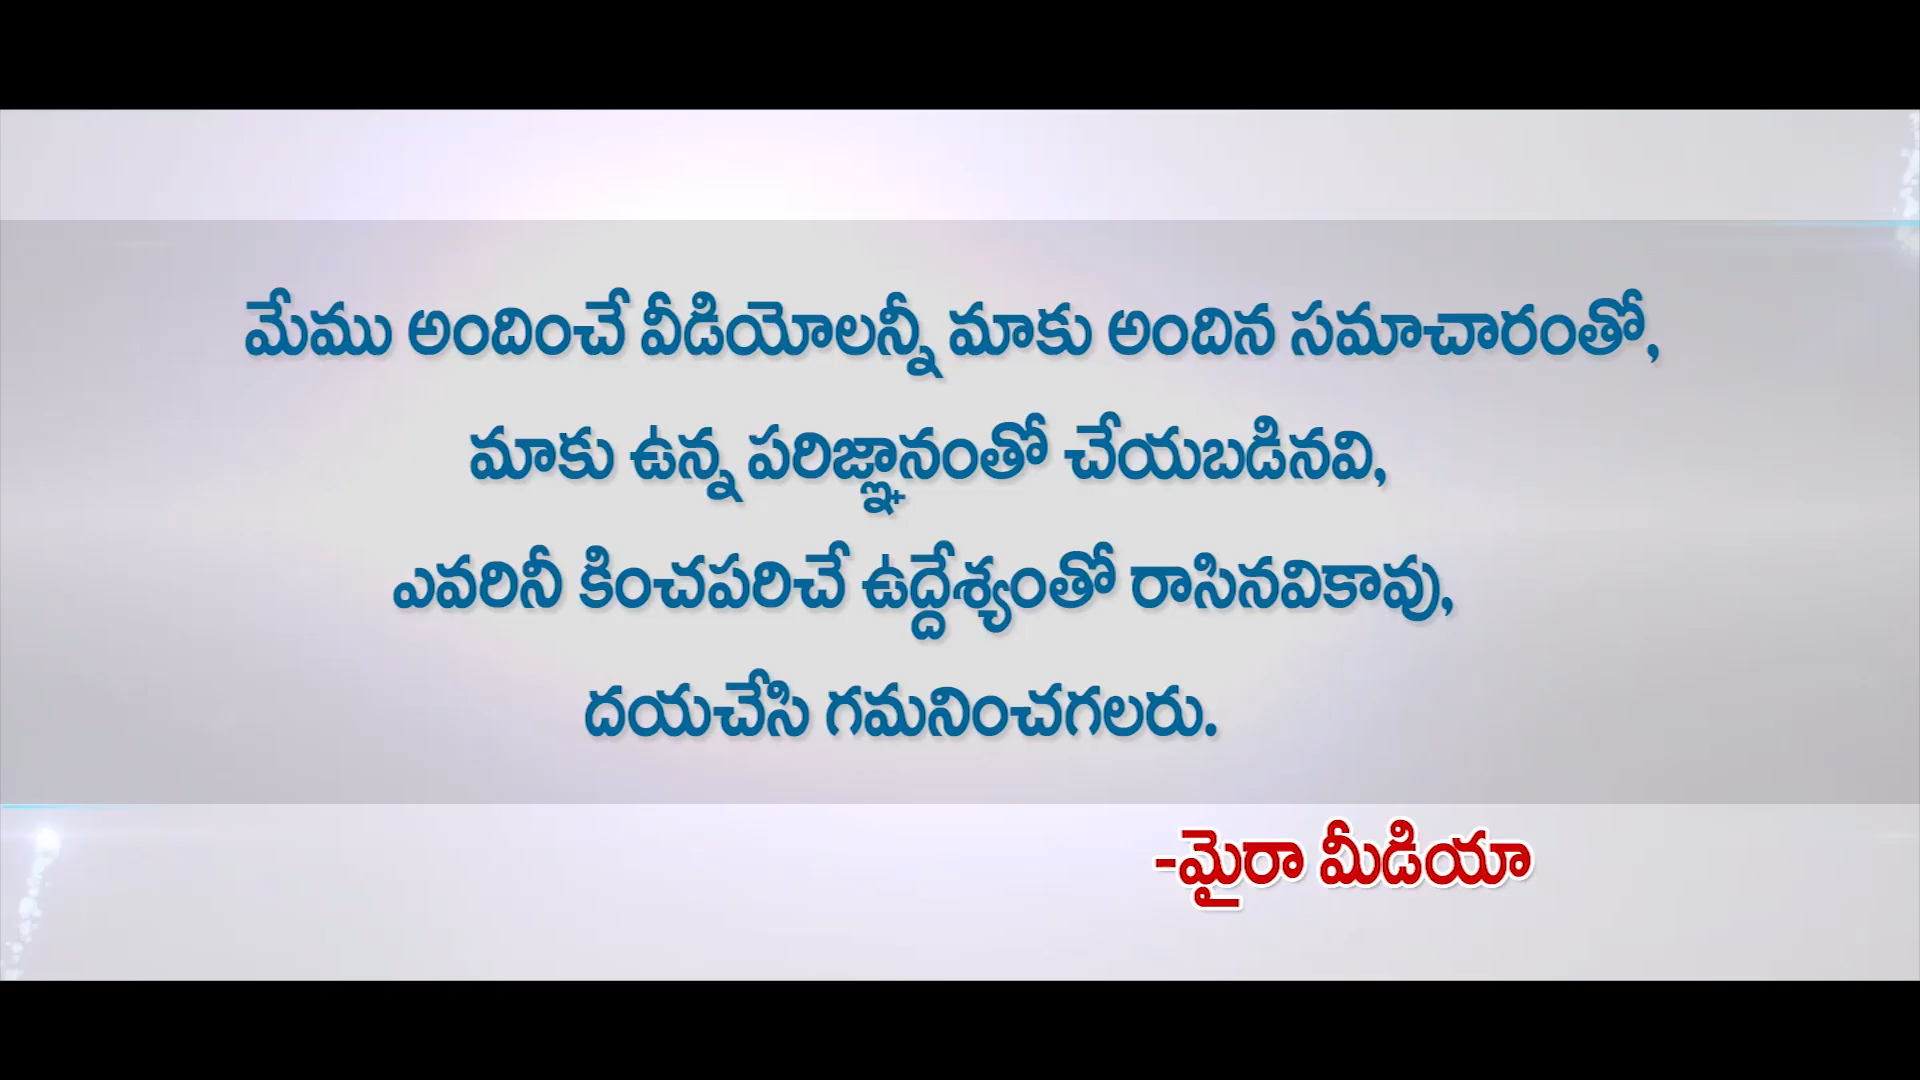 మేము అందించే వీడియోలన్నీ మాకు అందిన సమాచారంతో,
మాకు ఉన్న పరిజ్ఞానంతో చేయబడినవి,
ఎవరినీ కించపరిచే ఉద్దేశ్యంతో రాసినవికావు,
దయచేసి గమనించగలరు.
-మైరా మీడియా